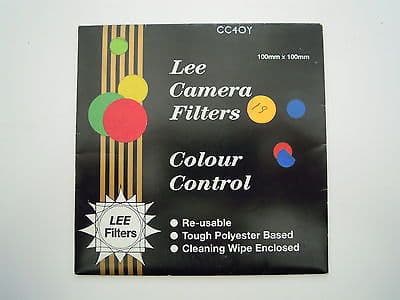 CC40Y
100mm x 100mm
Lee
Camera
Filters
19
Colour
Control
LEE
Filters
● Re-usable
● Tough Polyester Based
● Cleaning Wipe Enclosed